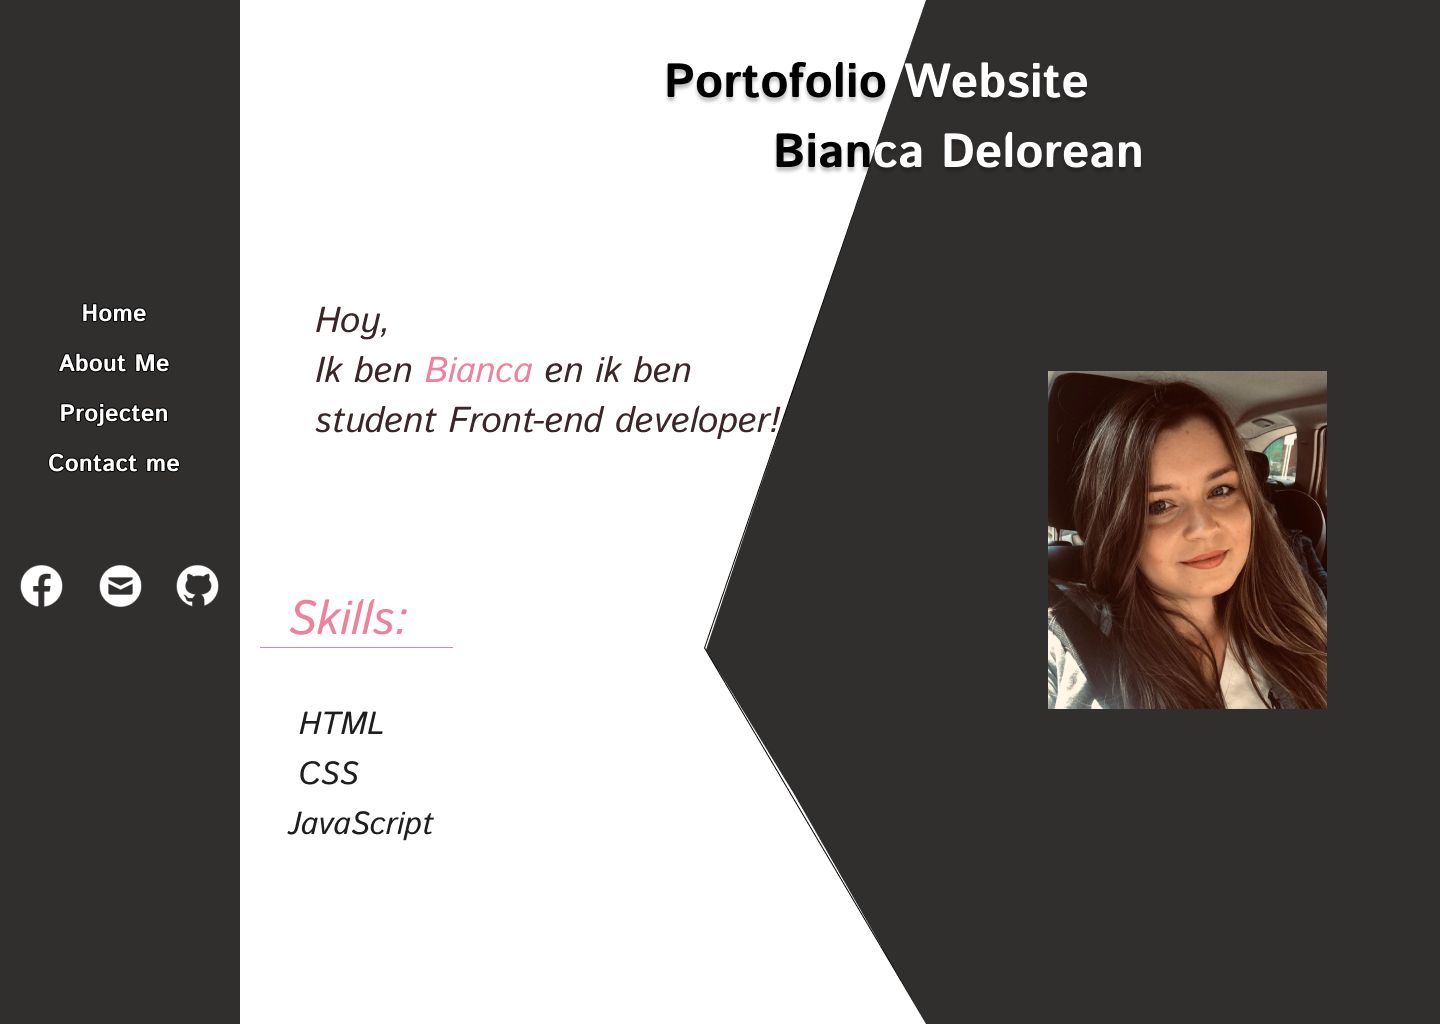 Portofolio Website
Bianca Delorean
Home
About Me
Projecten
Contact me
Hoy,
Ik ben Bianca en ik ben
student Front-end developer!
Skills:
HTML
CSS
JavaScript